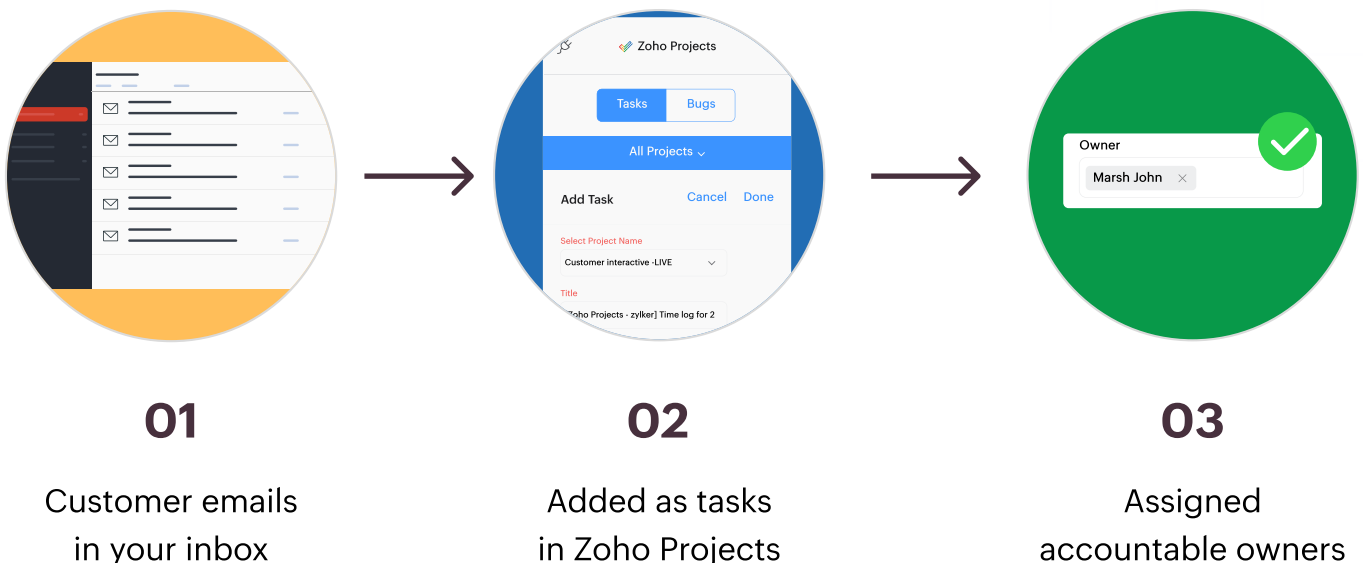 Zoho Projects
Tasks
Bugs
All Projects
Add Task
Cancel
Done
Select Project Name
Customer interactive -LIVE
Title
Zoho Projects - zylker] Time log for 2
Owner
Marsh John
01
02
03
Customer emails
in your inbox
Added as tasks
in Zoho Projects
Assigned
accountable owners